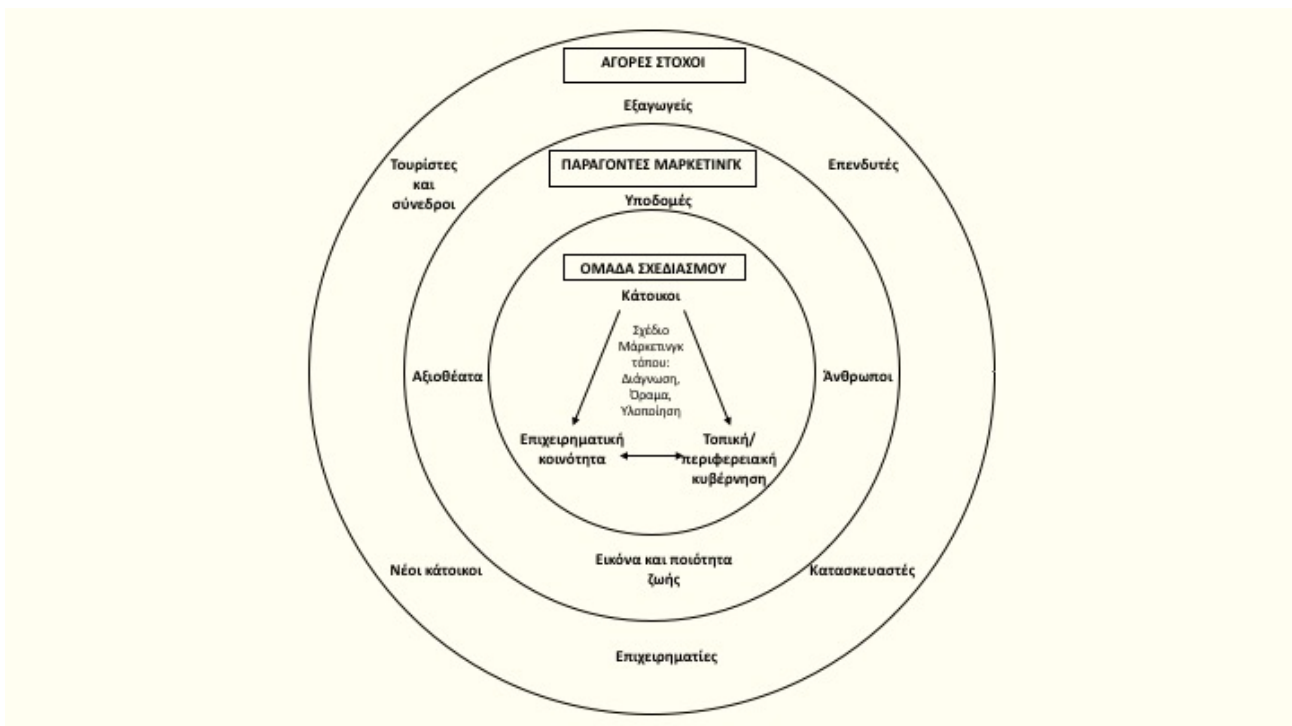 ΑΓΟΡΕΣ ΣΤΟΧΟΙ
Εξαγωγείς
Τουρίστες
και
σύνεδροι
Επενδυτές
ΠΑΡΑΓΟΝΤΕΣ ΜΑΡΚΕΤΙΝΓΚ
Υποδομές
ΟΜΑΔΑ ΣΧΕΔΙΑΣΜΟΥ
Κάτοικοι
Σχέδιο
Μάρκετινγκ
τόπου:
Διάγνωση,
Όραμα,
Υλοποίηση
Αξιοθέατα
Άνθρωποι
Επιχειρηματική
κοινότητα
Τοπική/
περιφερειακή
κυβέρνηση
Εικόνα και ποιότητα
ζωής
Νέοι κάτοικοι
Κατασκευαστές
Επιχειρηματίες